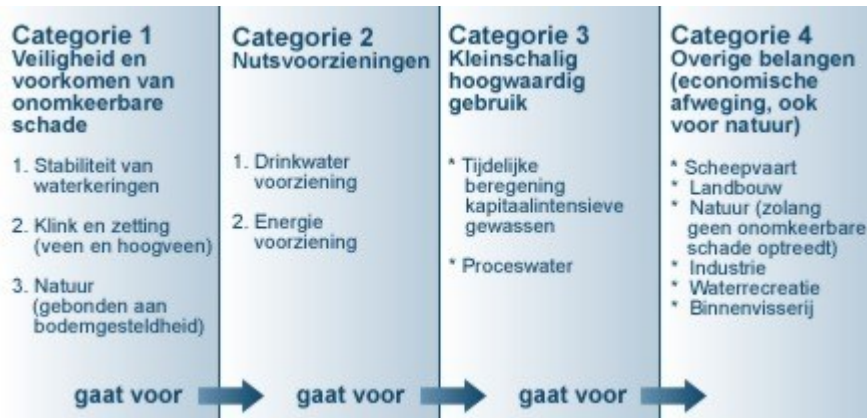 Categorie 1
Veiligheid en
voorkomen van
onomkeerbare
schade
1. Stabiliteit van
waterkeringen
2. Klink en zetting
(veen en hoogveen)
3. Natuur
(gebonden aan
bodemgesteldheid)
gaat voor
Categorie 2
Nutsvoorzieningen
1. Drinkwater
voorziening
2. Energie
voorziening
gaat voor
Categorie 3
Kleinschalig
hoogwaardig
gebruik
* Tijdelijke
beregening
kapitaalintensieve
gewassen
* Proceswater
gaat voor
Categorie 4
Overige belangen
(economische
afweging, ook
voor natuur)
* Scheepvaart
* Landbouw
* Natuur (zolang
geen onomkeerbare
schade optreedt)
* Industrie
* Waterrecreatie
* Binnenvisserij